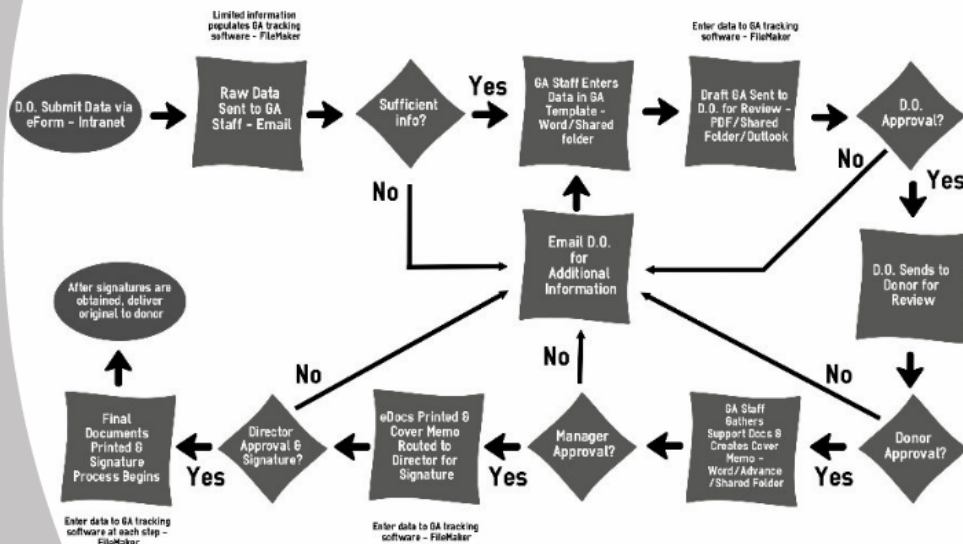 Limited information
populates GA tracking
software - FileMaker
Enter data to GA tracking
software - FileMaker
D.O. Submit Data via
eForm - Intranet
Raw Data
Sent to GA
Staff - Email
Sufficient
info?
Yes
GA Staff Enters
Data in GA
Template -
Word/Shared
folder
Draft GA Sent to
D.O. for Review -
PDF/Shared
Folder/Outlook
D.O.
Approval?
No
No
Yes
Email D.O.
for
Additional
Information
D.O. Sends to
Donor for
Review
After signatures are
obtained, deliver
original to donor
No
No
No
Final
Documents
Printed &
Signature
Process Begins
Yes
Director
Approval &
Signature?
eDocs Printed &
Cover Memo
Routed to
Director for
Signature
Yes
Manager
Approval?
GA Staff
Gathers
Support Docs &
Creates Cover
Memo -
Word/Advance
/Shared Folder
Yes
Donor
Approval?
Enter data to GA tracking
software at each step -
FileMaker
Enter data to GA tracking
software - FileMaker